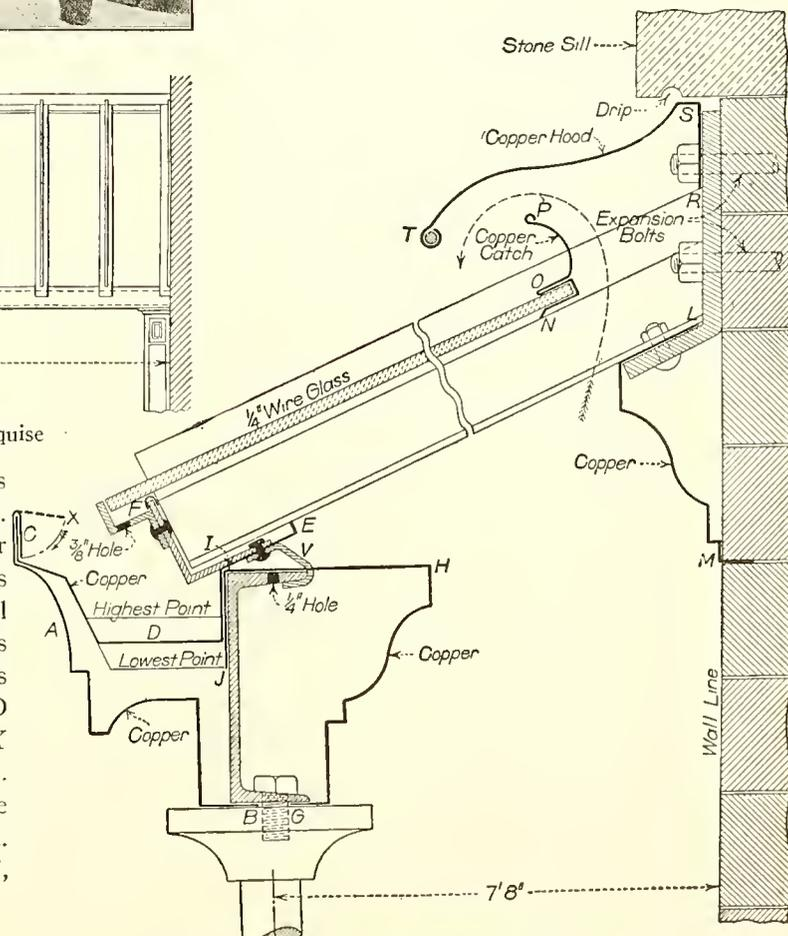 Stone Sill
Drip
S
Copper Hood
R
P
Expansion
Bolts
T
Copper
Catch
O
N
L
1/4" Wire Glass
quise
Copper
F
E
X
C
3/8" Hole
I
V
H
M
Copper
1/4" Hole
Highest Point
A
D
Copper
Lowest Point
J
Wall Line
Copper
B G
7'8"
s
.
r
s
l
s
s
O
.
e
.
,